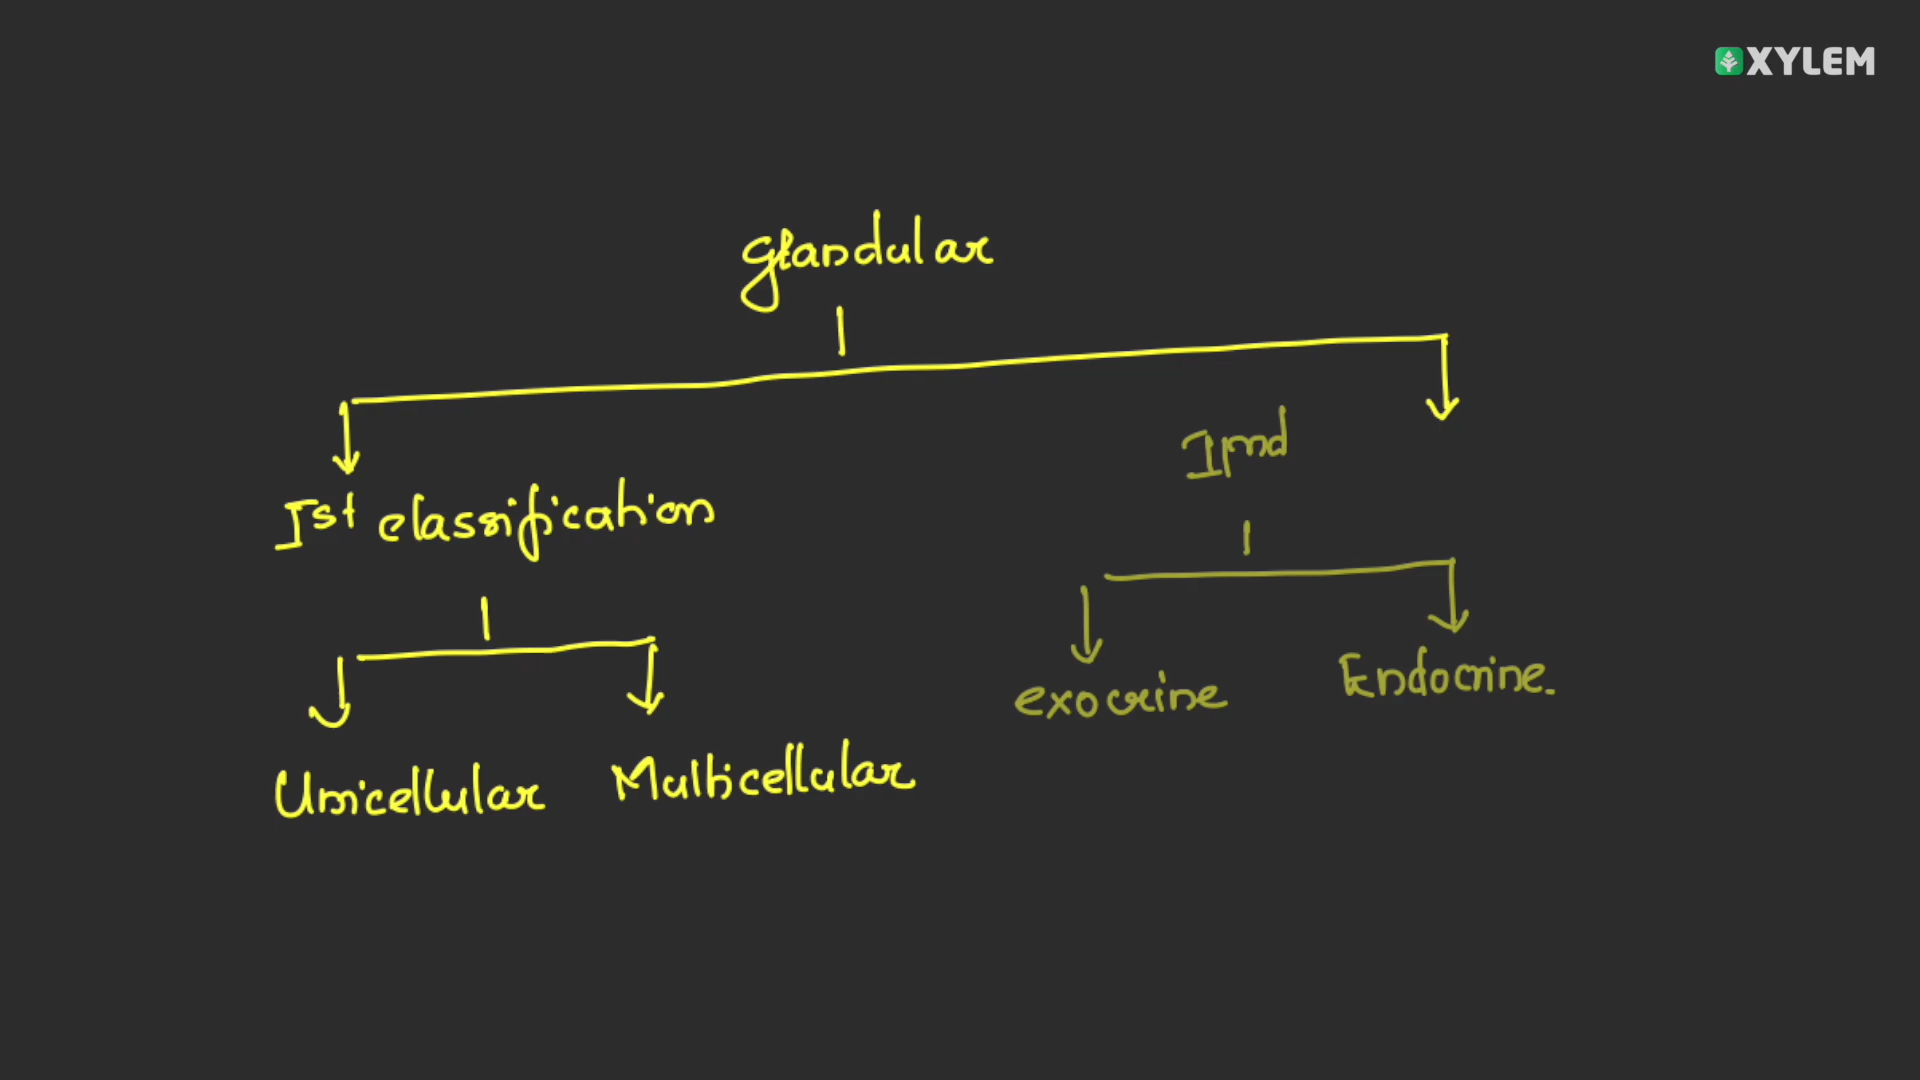 XYLEM
Glandular
Ist classification
IInd
exocrine
Endocrine.
Unicellular
Multicellular